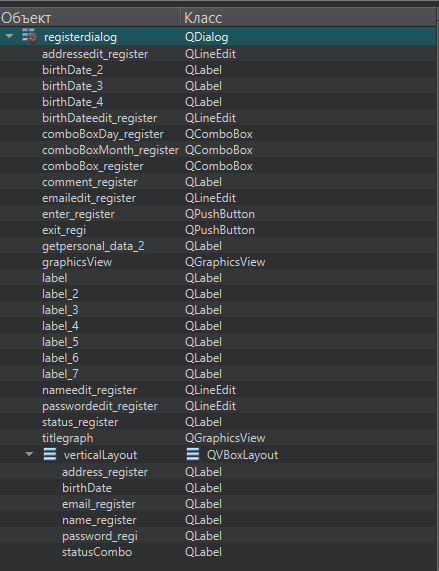 Объект Класс
registerdialog QDialog
addressedit_register QLineEdit
birthDate_2 QLabel
birthDate_3 QLabel
birthDate_4 QLabel
birthDateedit_register QLineEdit
comboBoxDay_register QComboBox
comboBoxMonth_register QComboBox
comboBox_register QComboBox
comment_register QLabel
emailedit_register QLineEdit
enter_register QPushButton
exit_regi QPushButton
getpersonal_data_2 QLabel
graphicsView QGraphicsView
label QLabel
label_2 QLabel
label_3 QLabel
label_4 QLabel
label_5 QLabel
label_6 QLabel
label_7 QLabel
nameedit_register QLineEdit
passwordedit_register QLineEdit
status_register QLabel
titlegraph QGraphicsView
verticalLayout QVBoxLayout
address_register QLabel
birthDate QLabel
email_register QLabel
name_register QLabel
password_regi QLabel
statusCombo QLabel